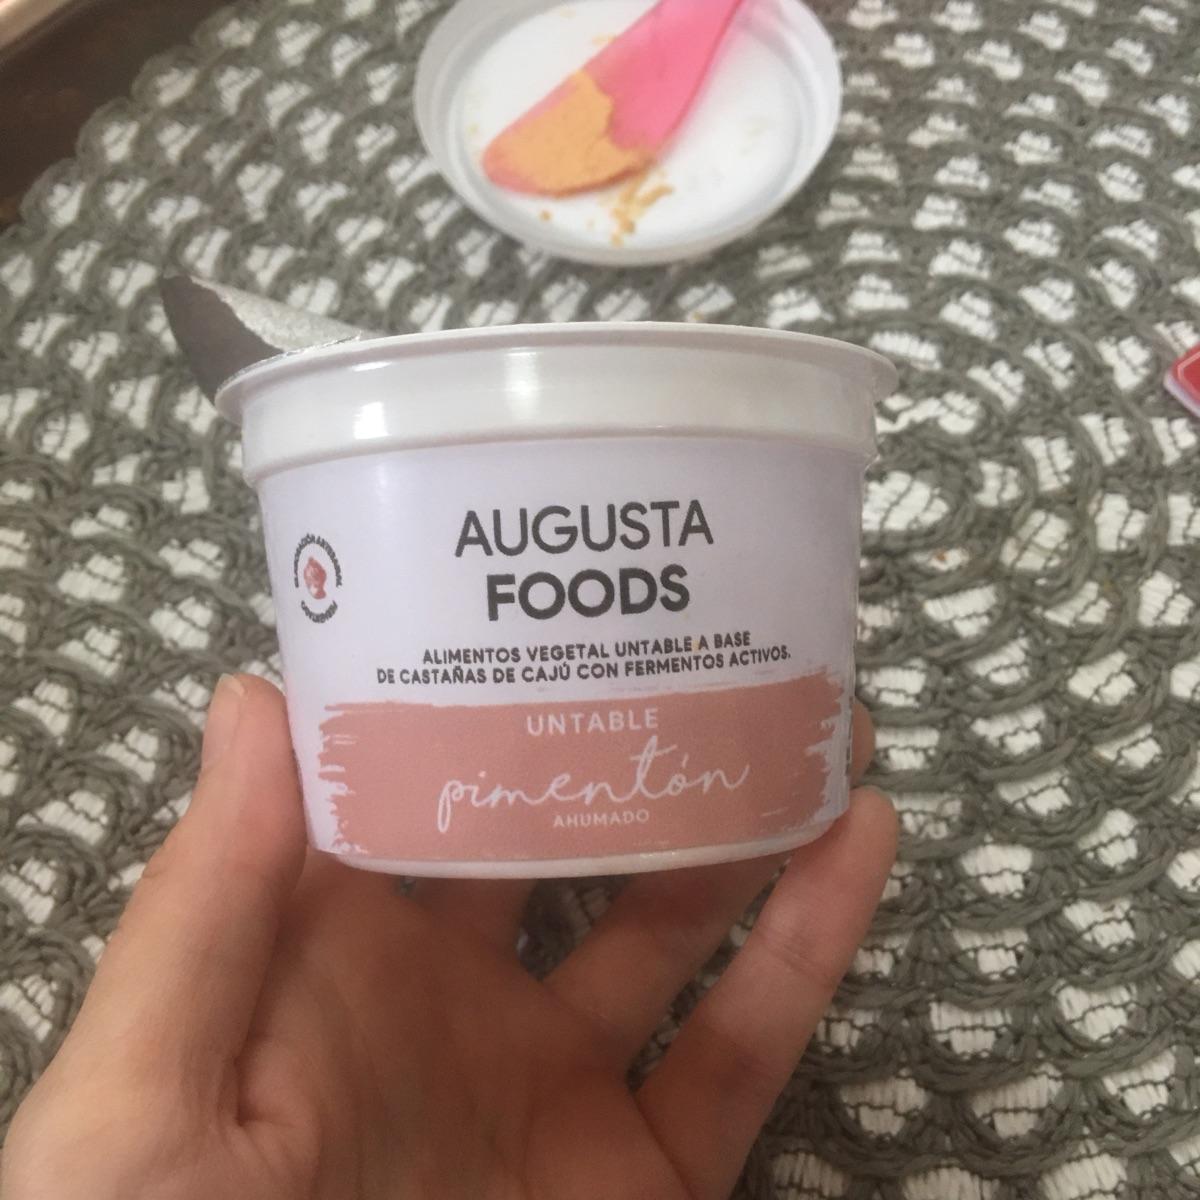 AUGUSTA
FOODS
ALIMENTOS VEGETAL UNTABLE A BASE
DE CASTAÑAS DE CAJÚ CON FERMENTOS ACTIVOS.
UNTABLE
pimentón
AHUMADO